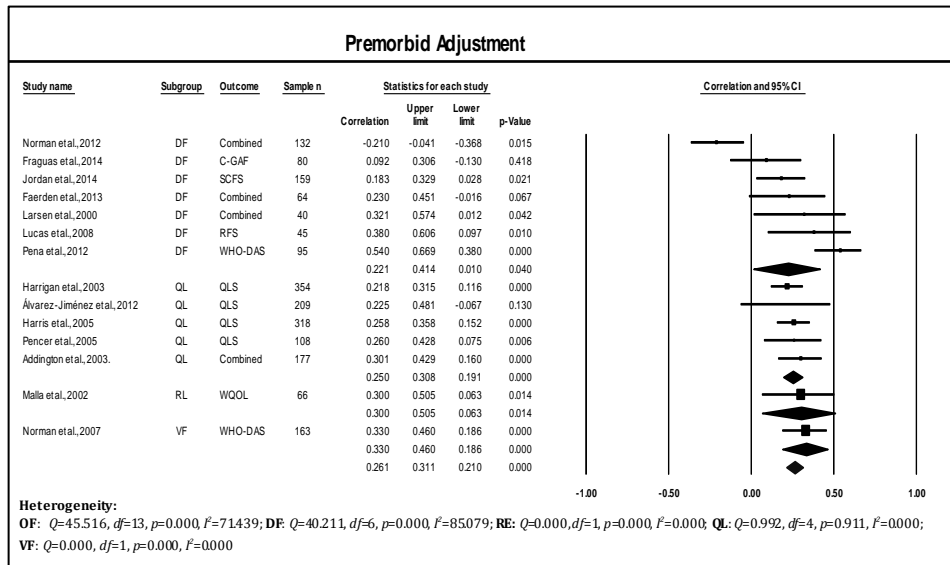 Premorbid Adjustment
Study name Subgroup Outcome Sample n Statistics for each study Correlation and 95% CI
Upper Lower
Correlation limit limit p-Value
Norman et al., 2012 DF Combined 132 -0.210 -0.041 -0.368 0.015
Fraguas et al., 2014 DF C-GAF 80 0.092 0.306 -0.130 0.418
Jordan et al., 2014 DF SCFS 159 0.183 0.329 0.028 0.021
Faerden et al., 2013 DF Combined 64 0.230 0.451 -0.016 0.067
Larsen et al., 2000 DF Combined 40 0.321 0.574 0.012 0.042
Lucas et al., 2008 DF RFS 45 0.380 0.606 0.097 0.010
Pena et al., 2012 DF WHO-DAS 95 0.540 0.669 0.380 0.000
0.221 0.414 0.010 0.040
Harrigan et al., 2003 QL QLS 354 0.218 0.315 0.116 0.000
Álvarez-Jiménez et al., 2012 QL QLS 209 0.225 0.481 -0.067 0.130
Harris et al., 2005 QL QLS 318 0.258 0.358 0.152 0.000
Pencer et al., 2005 QL QLS 108 0.260 0.428 0.075 0.006
Addington et al., 2003. QL Combined 177 0.301 0.429 0.160 0.000
0.250 0.308 0.191 0.000
Malla et al., 2002 RL WQOL 66 0.300 0.505 0.063 0.014
0.300 0.505 0.063 0.014
Norman et al., 2007 VF WHO-DAS 163 0.330 0.460 0.186 0.000
0.330 0.460 0.186 0.000
0.261 0.311 0.210 0.000
-1.00 -0.50 0.00 0.50 1.00
Heterogeneity:
OF: Q=45.516, df=13, p=0.000, I²=71.439; DF: Q=40.211, df=6, p=0.000, I²=85.079; RE: Q=0.000, df=1, p=0.000, I²=0.000; QL: Q=0.992, df=4, p=0.911, I²=0.000;
VF: Q=0.000, df=1, p=0.000, I²=0.000